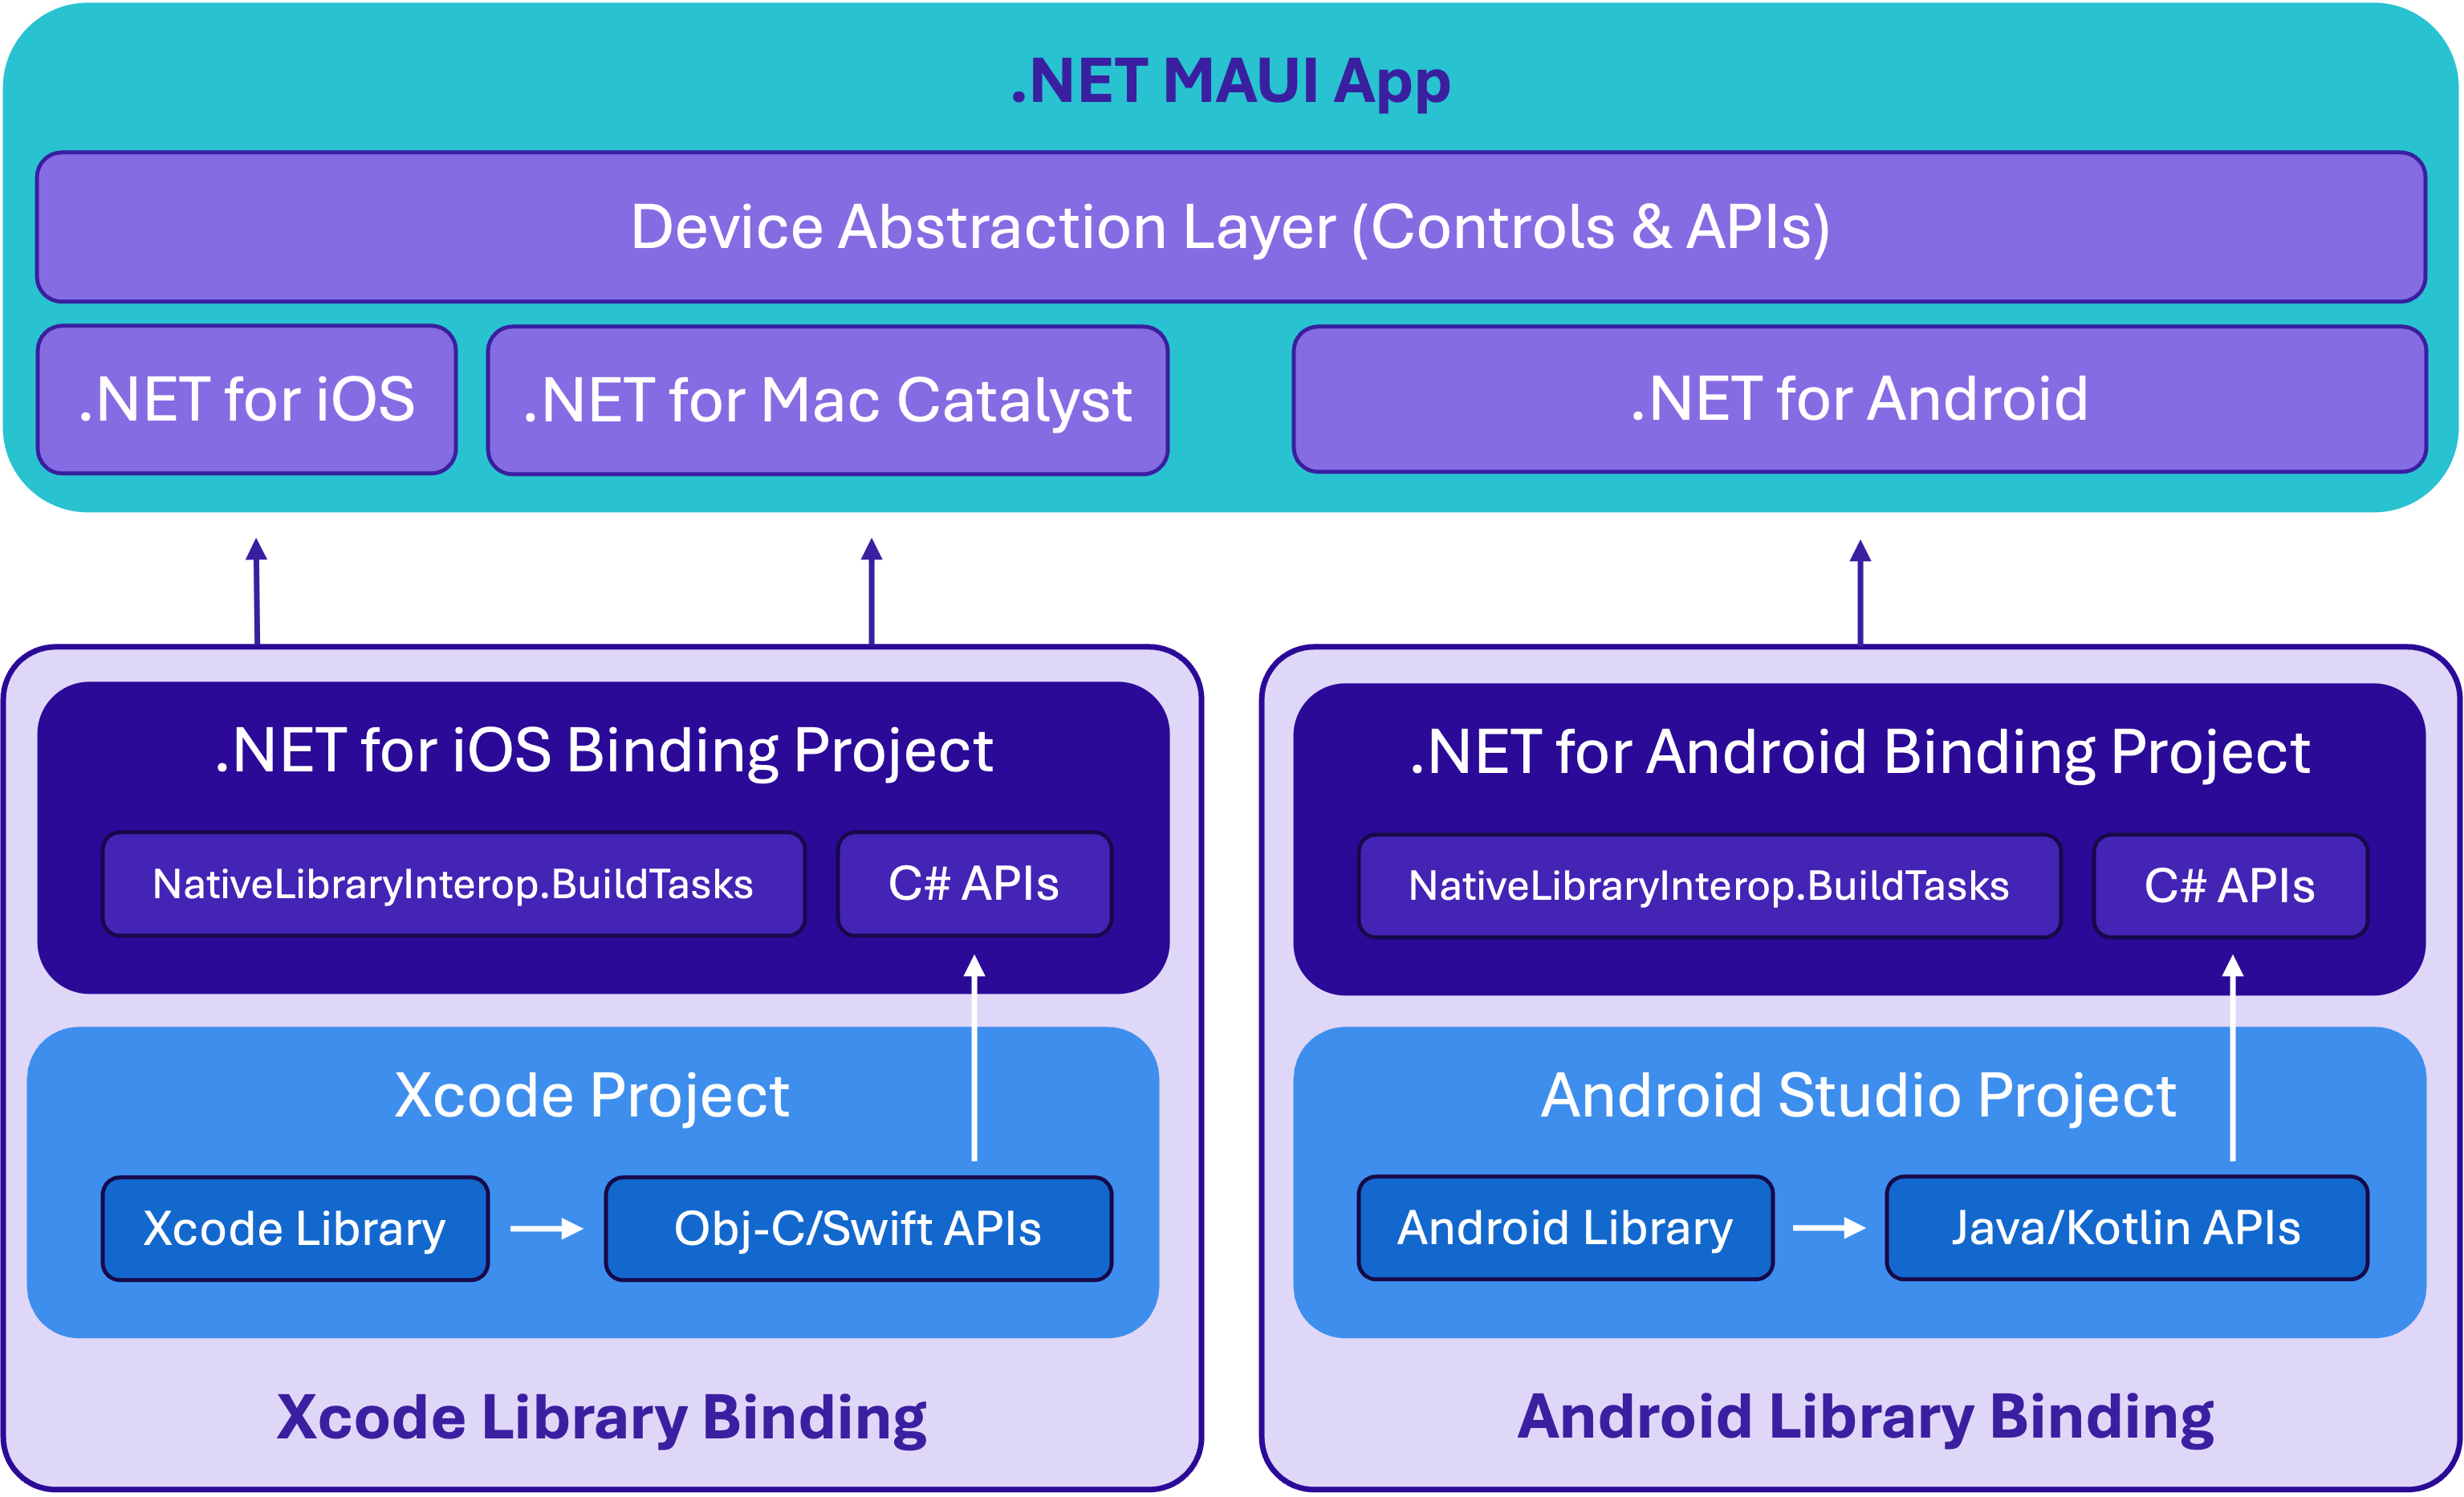 .NET MAUI App
Device Abstraction Layer (Controls & APIs)
.NET for iOS
.NET for Mac Catalyst
.NET for Android
.NET for iOS Binding Project
NativeLibraryInterop.BuildTasks
C# APIs
Xcode Project
Xcode Library
Obj-C/Swift APIs
Xcode Library Binding
.NET for Android Binding Project
NativeLibraryInterop.BuildTasks
C# APIs
Android Studio Project
Android Library
Java/Kotlin APIs
Android Library Binding